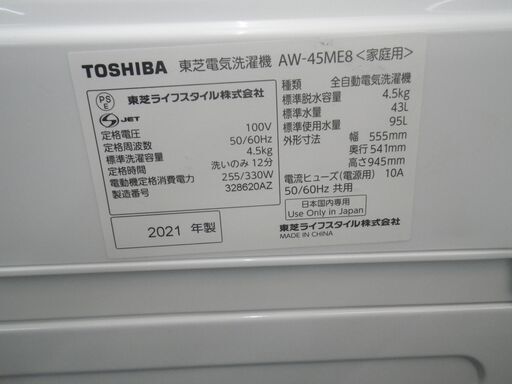 TOSHIBA 東芝電気洗濯機 AW-45ME8<家庭用>
PS
E
東芝ライフスタイル株式会社
JET
定格電圧 100V
定格周波数 50/60Hz
標準洗濯容量 4.5kg
定格時間 洗いのみ 12分
電動機定格消費電力 255/330W
製造番号 328620AZ
2021 年製
種類 全自動電気洗濯機
標準脱水容量 4.5kg
標準水量 43L
標準使用水量 95L
外形寸法 幅 555mm
奥行 541mm
高さ 945mm
電流ヒューズ(電源用) 10A
50/60Hz 共用
日本国内専用
Use Only in Japan
東芝ライフスタイル株式会社
MADE IN CHINA